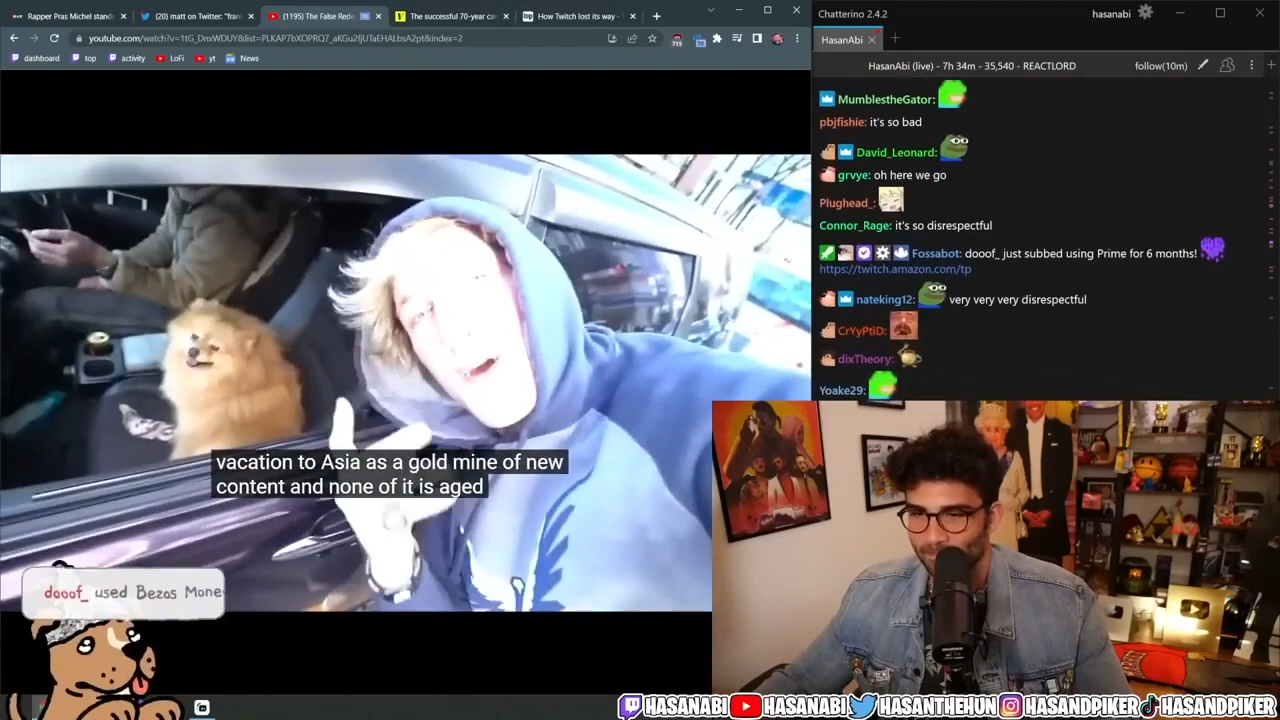 Rapper Pras Michel stands
(20) matt on Twitter: "fran
(1195) The False Rede
The successful 70-year ca
How Twitch lost its way -
youtube.com/watch?v=1tG_DnxWDUY&list=PLKAP7bXOPRQ7_aKGu2fjUTaEHALbsA2pt&index=2
dashboard
top
activity
LoFi
yt
News
vacation to Asia as a gold mine of new
content and none of it is aged
dooof_ used Bezos Mone
Chatterino 2.4.2
hasanabi
HasanAbi
HasanAbi (live) - 7h 34m - 35,540 - REACTLORD
follow(10m)
MumblestheGator:
pbjfishie: it's so bad
David_Leonard:
grvye: oh here we go
Plughead_:
Connor_Rage: it's so disrespectful
Fossabot: dooof_ just subbed using Prime for 6 months!
https://twitch.amazon.com/tp
nateking12: very very very disrespectful
CrYyPtiD:
dixTheory:
Yoake29:
HASANABI
HASANABI
HASANTHEHUN
HASANDPIKER
HASANDPIKER